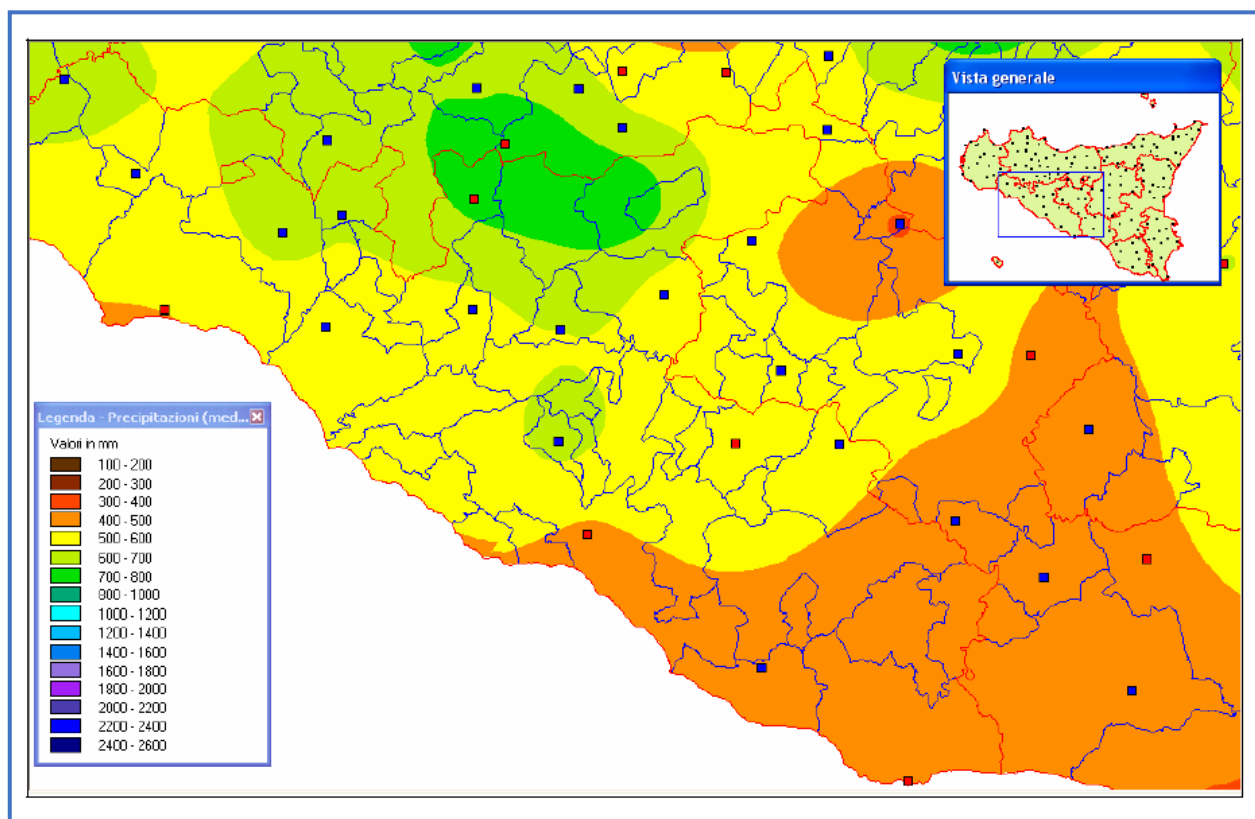 Vista generale
Legenda - Precipitazioni (med...
Valori in mm
100 - 200
200 - 300
300 - 400
400 - 500
500 - 600
600 - 700
700 - 800
900 - 1000
1000 - 1200
1200 - 1400
1400 - 1600
1600 - 1800
1800 - 2000
2000 - 2200
2200 - 2400
2400 - 2600